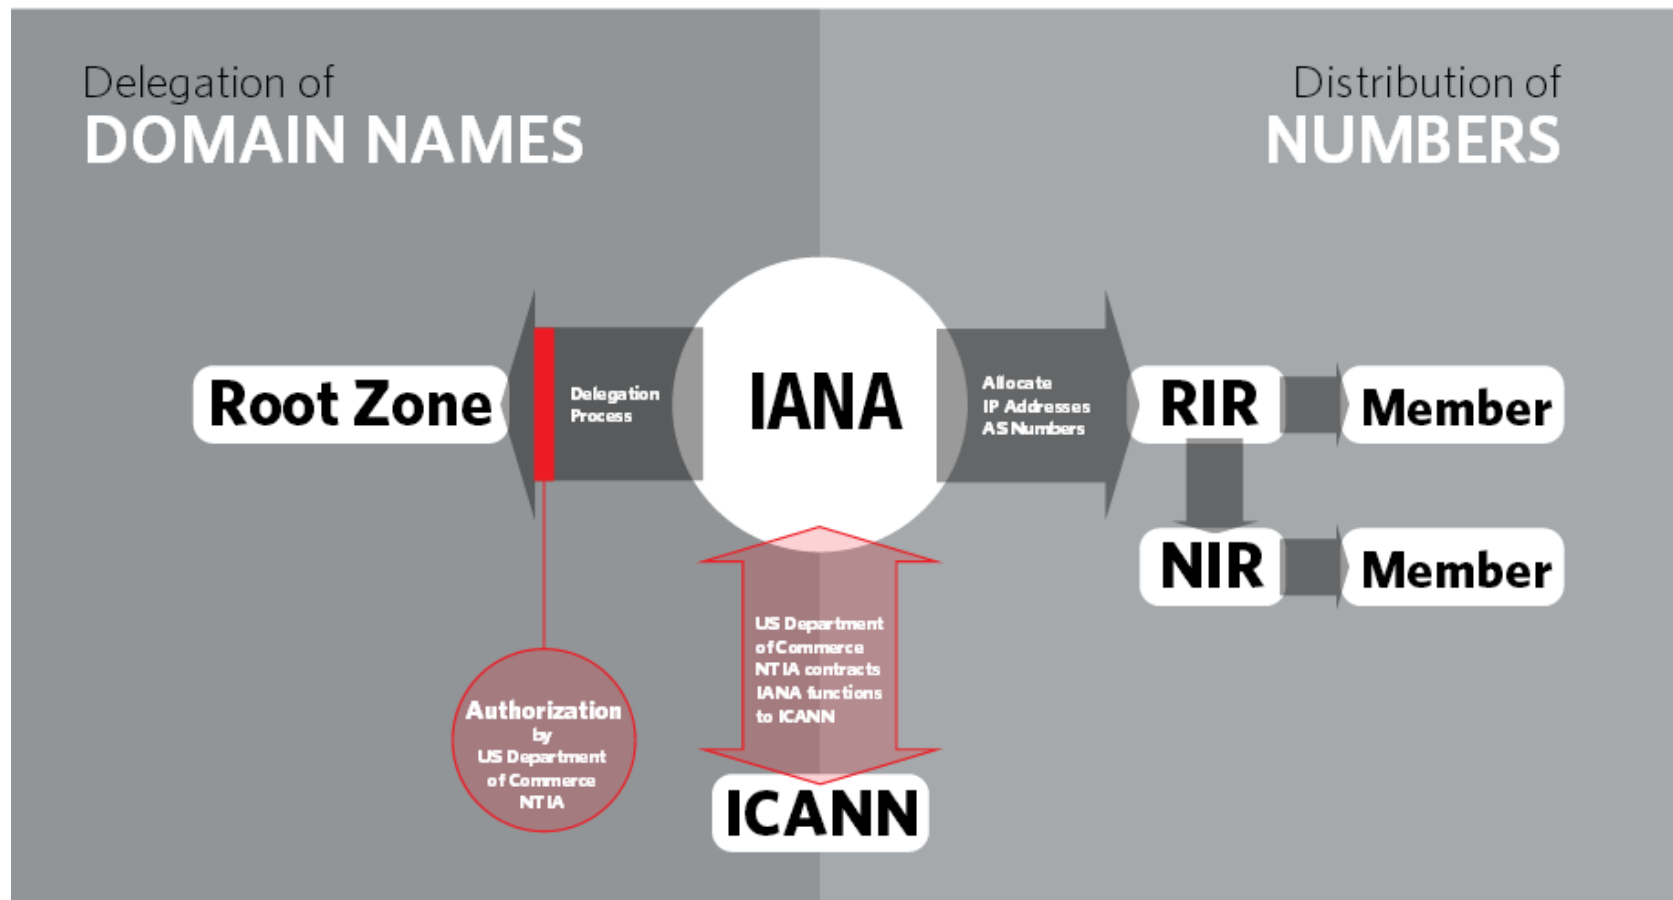 Delegation of
DOMAIN NAMES
Distribution of
NUMBERS
Root Zone
Delegation
Process
IANA
Allocate
IP Addresses
AS Numbers
RIR
Member
NIR
Member
US Department
of Commerce
NTIA contracts
IANA functions
to ICANN
Authorization
by
US Department
of Commerce
NTIA
ICANN